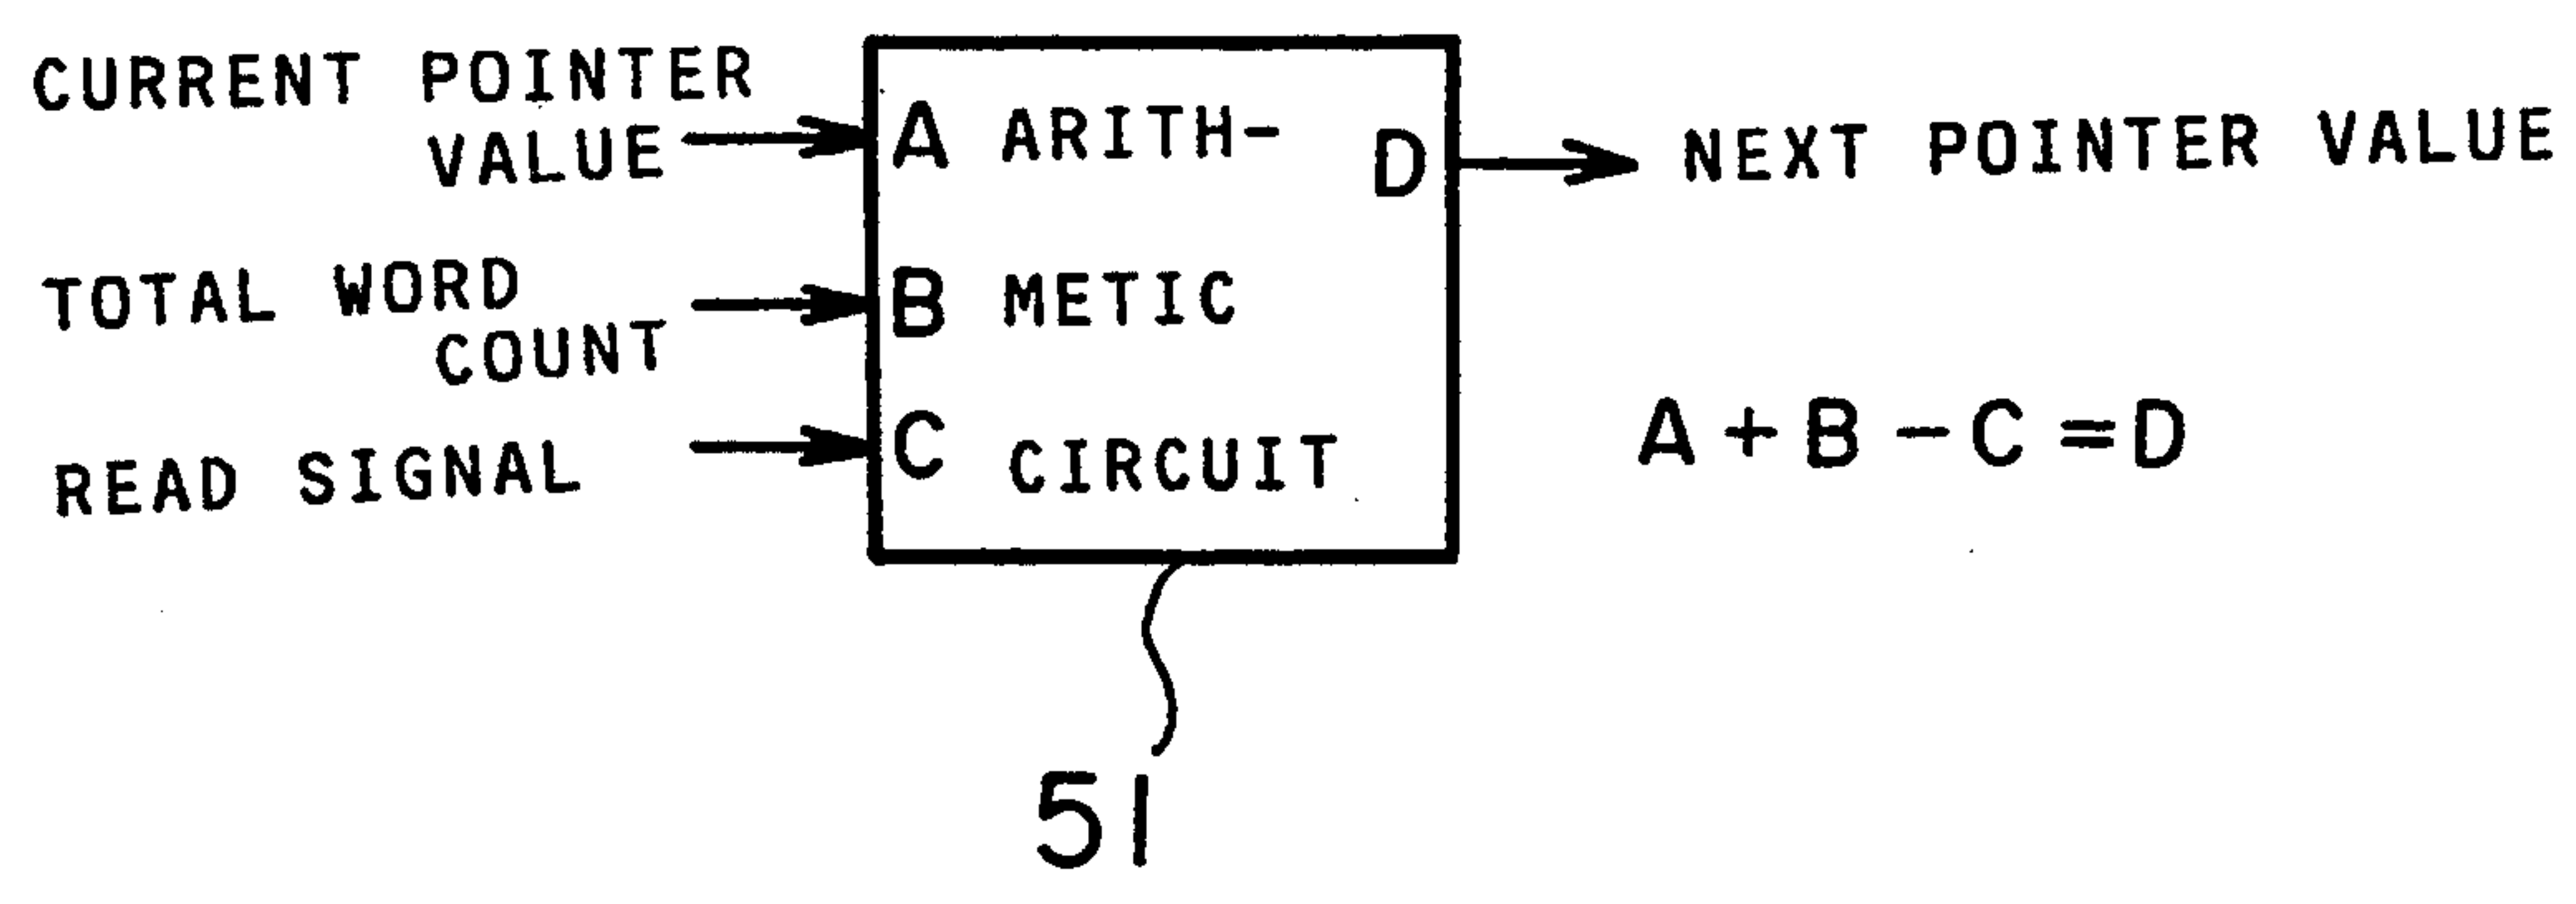 CURRENT POINTER
VALUE
A ARITH-
D
NEXT POINTER VALUE
TOTAL WORD
COUNT
B METIC
READ SIGNAL
C CIRCUIT
A + B - C = D
51